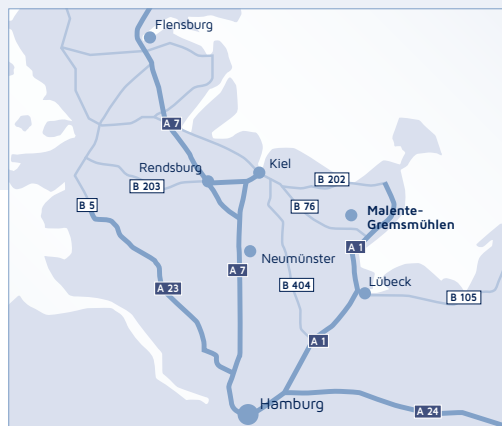 Flensburg
A 7
Kiel
Rendsburg
B 202
B 203
B 5
B 76
Malente-
Gremsmühlen
A 1
Neumünster
A 7
Lübeck
A 23
B 404
B 105
A 1
Hamburg
A 24